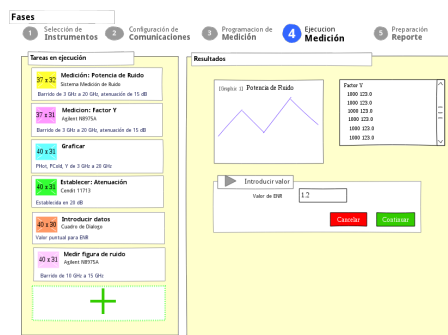 Fases
1 Selección de Instrumentos
2 Configuración de Comunicaciones
3 Programacion de Medición
4 Ejecucion Medición
5 Preparación Reporte
Tareas en ejecución
37 x 32 Medición: Potencia de Ruido
Sistema Medición de Ruido
Barrido de 3 GHz a 20 GHz, atenuación de 15 dB
37 x 31 Medicion: Factor Y
Agilent N8975A
Barrido de 3 GHz a 20 GHz, atenuación de 15 dB
40 x 31 Graficar
PHot, PCold, Y de 3 GHz a 20 GHz
40 x 31 Establecer: Atenuación
Cendit 11713
Establecida en 20 dB
40 x 30 Introducir datos
Cuadro de Dialogo
Valor puntual para ENR
40 x 31 Medir figura de ruido
Agilent N8975A
Barrido de 10 GHz a 15 GHz
Resultados
Potencia de Ruido
Factor Y
1000 123.0
1000 123.0
1000 123.0
1000 123.0
1000 123.0
Introducir valor
Valor de ENR
1.2
Cancelar
Continuar